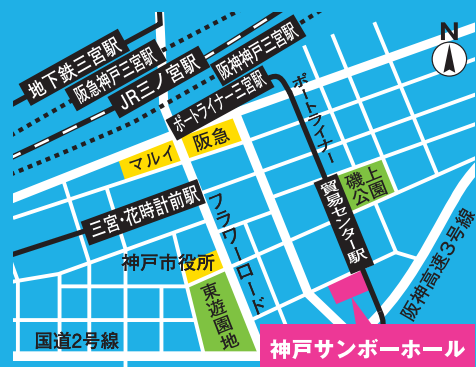 地下鉄三宮駅
阪急神戸三宮駅
JR三ノ宮駅
阪神神戸三宮駅
ポートライナー三宮駅
N
ポートライナー
マルイ
阪急
三宮・花時計前駅
フラワーロード
貿易センター駅
磯上
公園
神戸市役所
東遊園地
阪神高速3号線
国道2号線
神戸サンボーホール